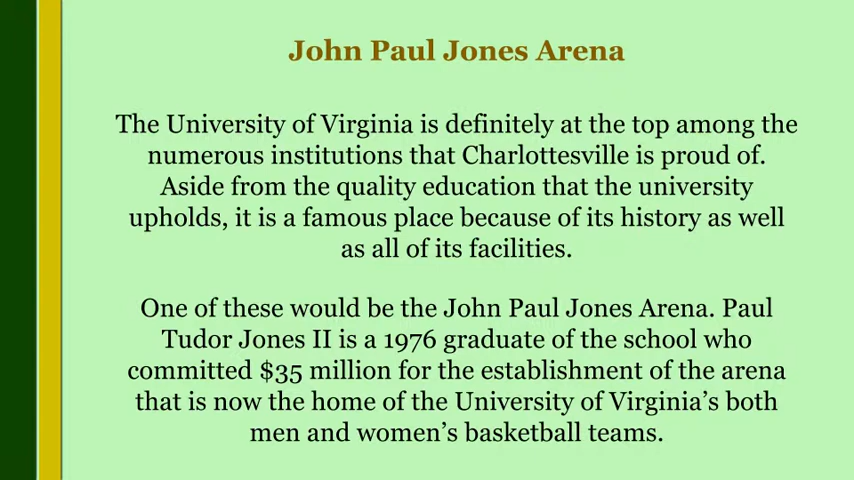 John Paul Jones Arena
The University of Virginia is definitely at the top among the
numerous institutions that Charlottesville is proud of.
Aside from the quality education that the university
upholds, it is a famous place because of its history as well
as all of its facilities.
One of these would be the John Paul Jones Arena. Paul
Tudor Jones II is a 1976 graduate of the school who
committed $35 million for the establishment of the arena
that is now the home of the University of Virginia’s both
men and women’s basketball teams.